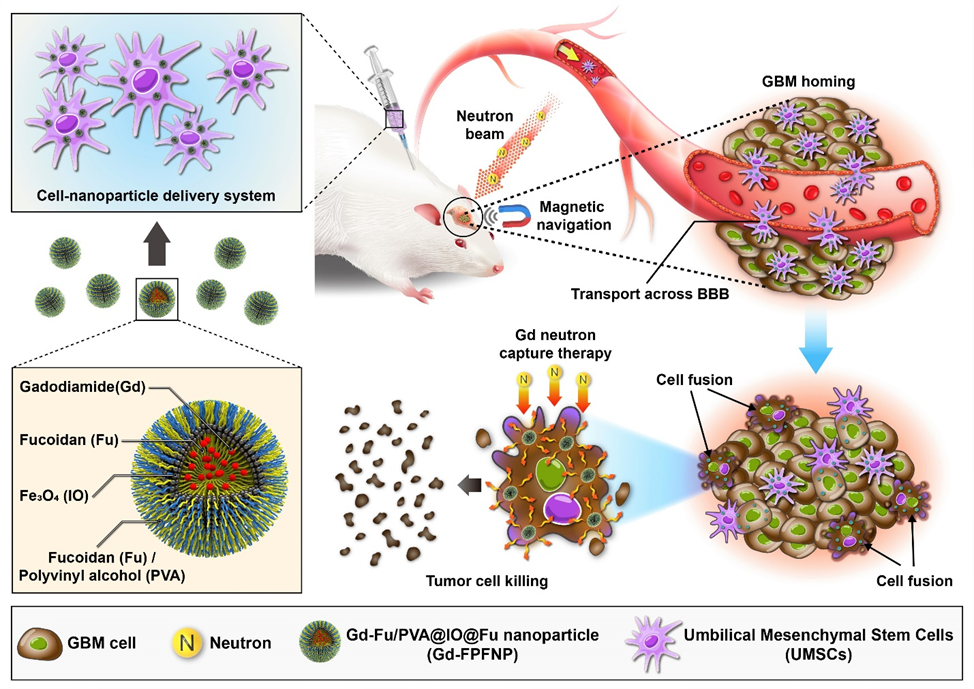 Cell-nanoparticle delivery system
Neutron
beam
N
N
N
N
N
Magnetic
navigation
GBM homing
Transport across BBB
Gadodiamide(Gd)
Fucoidan (Fu)
Fe₃O₄ (IO)
Fucoidan (Fu) /
Polyvinyl alcohol (PVA)
Gd neutron
capture therapy
N
N
N
Tumor cell killing
Cell fusion
Cell fusion
GBM cell
N
Neutron
Gd-Fu/PVA@IO@Fu nanoparticle
(Gd-FPFNP)
Umbilical Mesenchymal Stem Cells
(UMSCs)